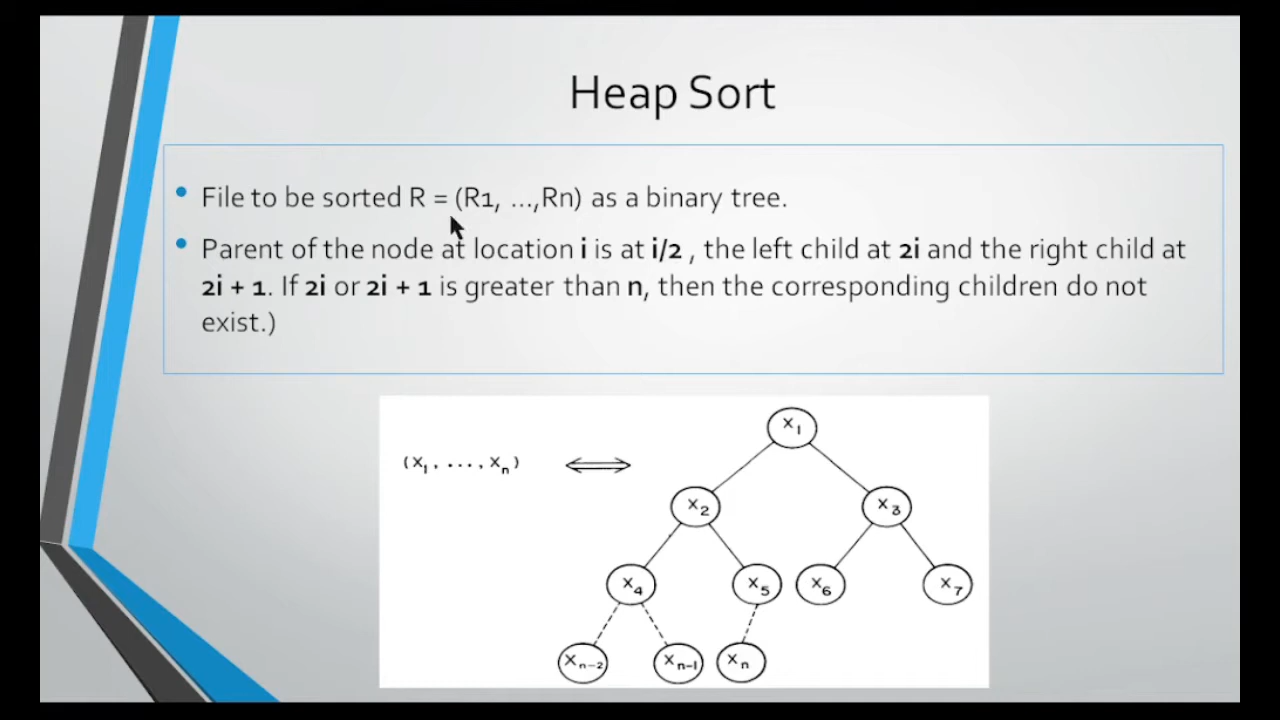 Heap Sort
File to be sorted R = (R1, ...,Rn) as a binary tree.
Parent of the node at location i is at i/2 , the left child at 2i and the right child at
2i + 1. If 2i or 2i + 1 is greater than n, then the corresponding children do not
exist.)
x1
(x1, ..., xn)
x2 x3
x4 x5 x6 x7
xn-2 xn-1 xn